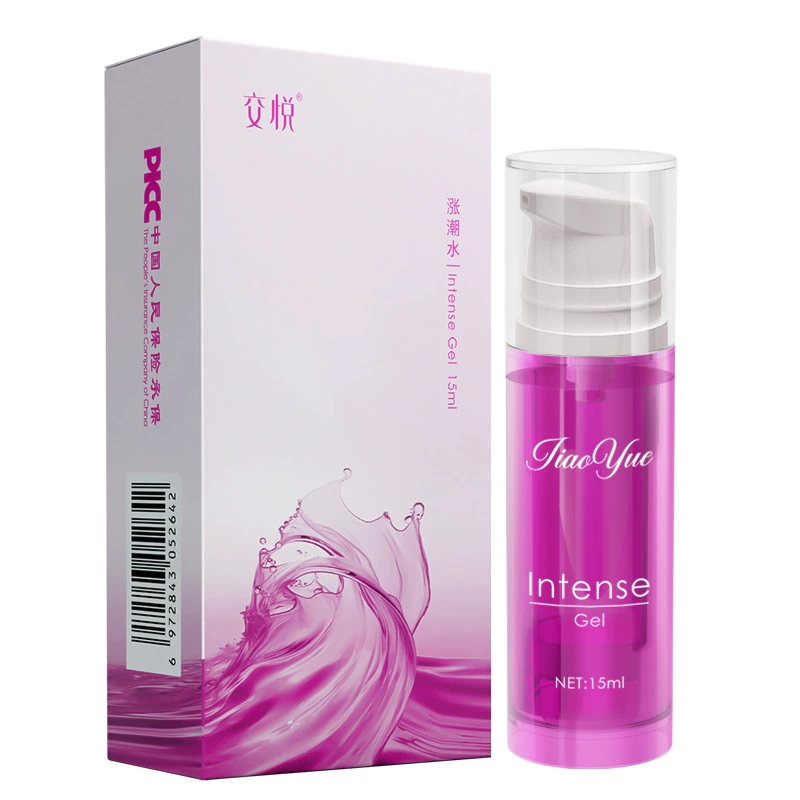 交悦®
涨潮水 | Intense Gel 15ml
PICC 中国人民保险承保
The People's Insurance Company of China
6 972843 052642
JiaoYue
Intense
Gel
NET:15ml